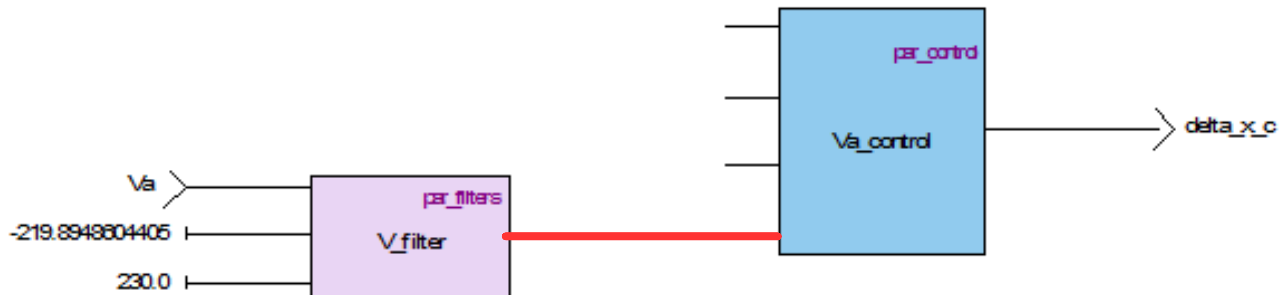 par_control
Va_control
delta_x_c
Va
par_filters
-219.8948604405
V_filter
230.0